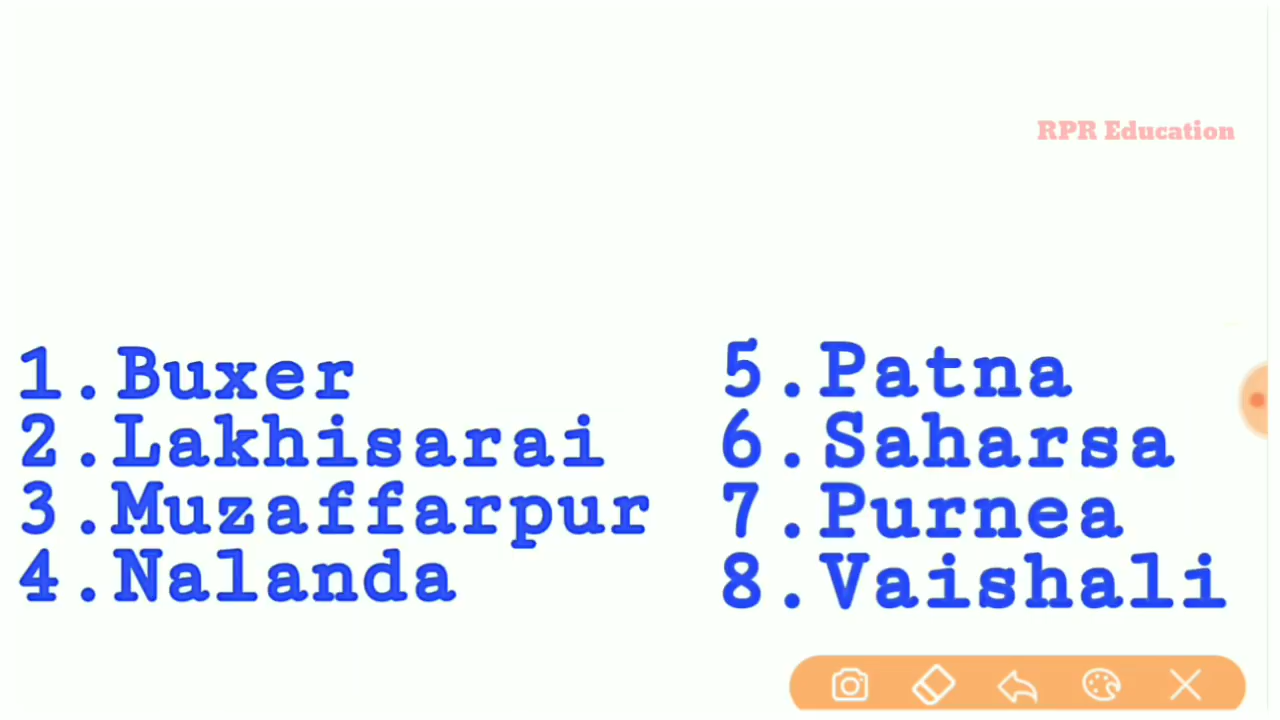 RPR Education
1.Buxer
2.Lakhisarai
3.Muzaffarpur
4.Nalanda
5.Patna
6.Saharsa
7.Purnea
8.Vaishali